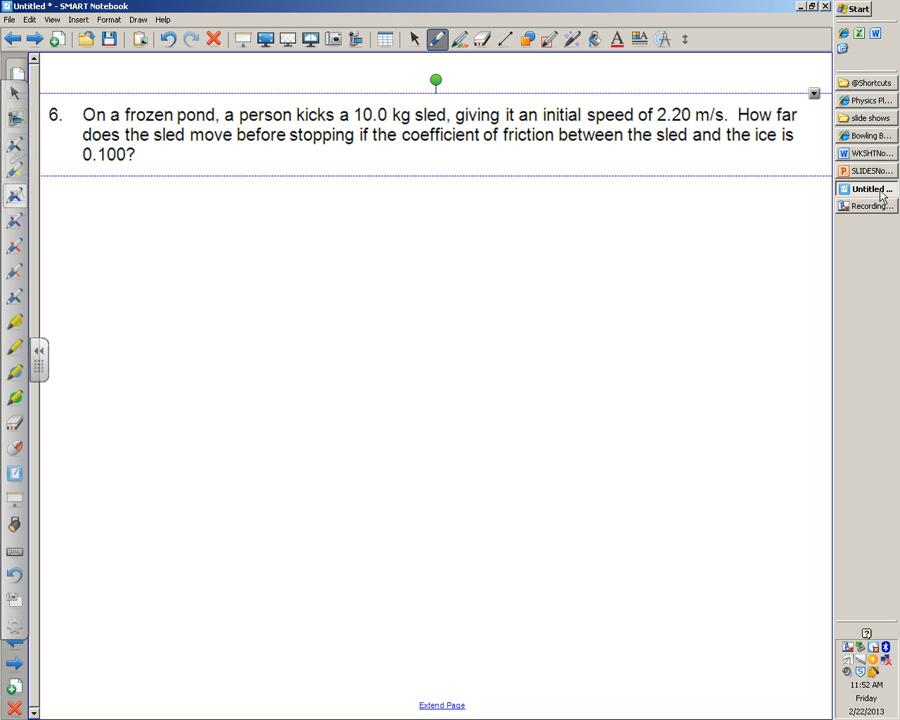 Untitled * - SMART Notebook
File Edit View Insert Format Draw Help
6. On a frozen pond, a person kicks a 10.0 kg sled, giving it an initial speed of 2.20 m/s. How far
does the sled move before stopping if the coefficient of friction between the sled and the ice is
0.100?
Extend Page
Start
@Shortcuts
Physics Pl...
slide shows
Bowling B...
WKSHTNo...
SLIDESNo...
Untitled ...
Recording...
11:52 AM
Friday
2/22/2013